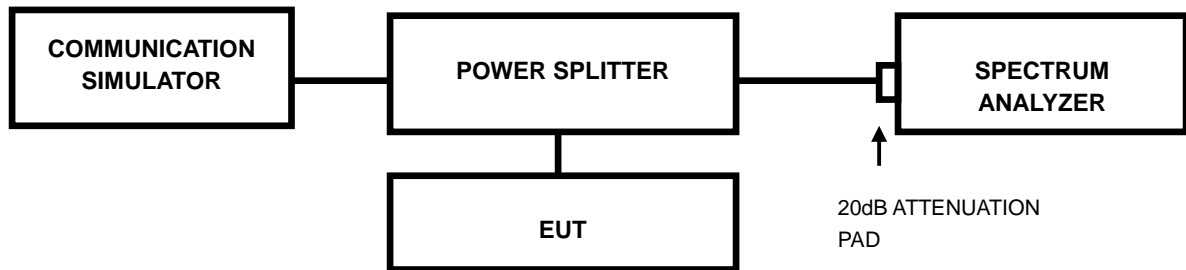 COMMUNICATION
SIMULATOR
POWER SPLITTER
SPECTRUM
ANALYZER
EUT
20dB ATTENUATION
PAD